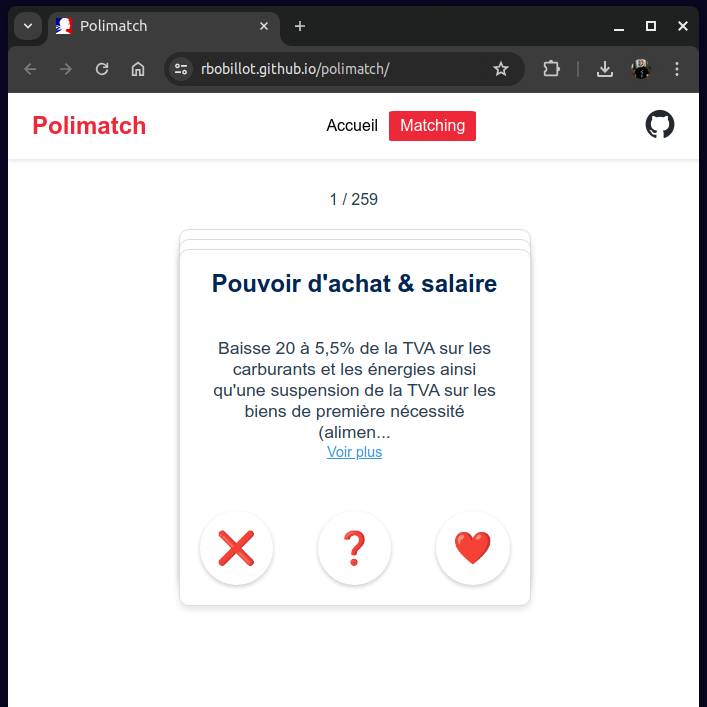 Polimatch
rbobillot.github.io/polimatch/
Polimatch
Accueil
Matching
1 / 259
Pouvoir d'achat & salaire
Baisse 20 à 5,5% de la TVA sur les
carburants et les énergies ainsi
qu'une suspension de la TVA sur les
biens de première nécessité
(alimen...
Voir plus